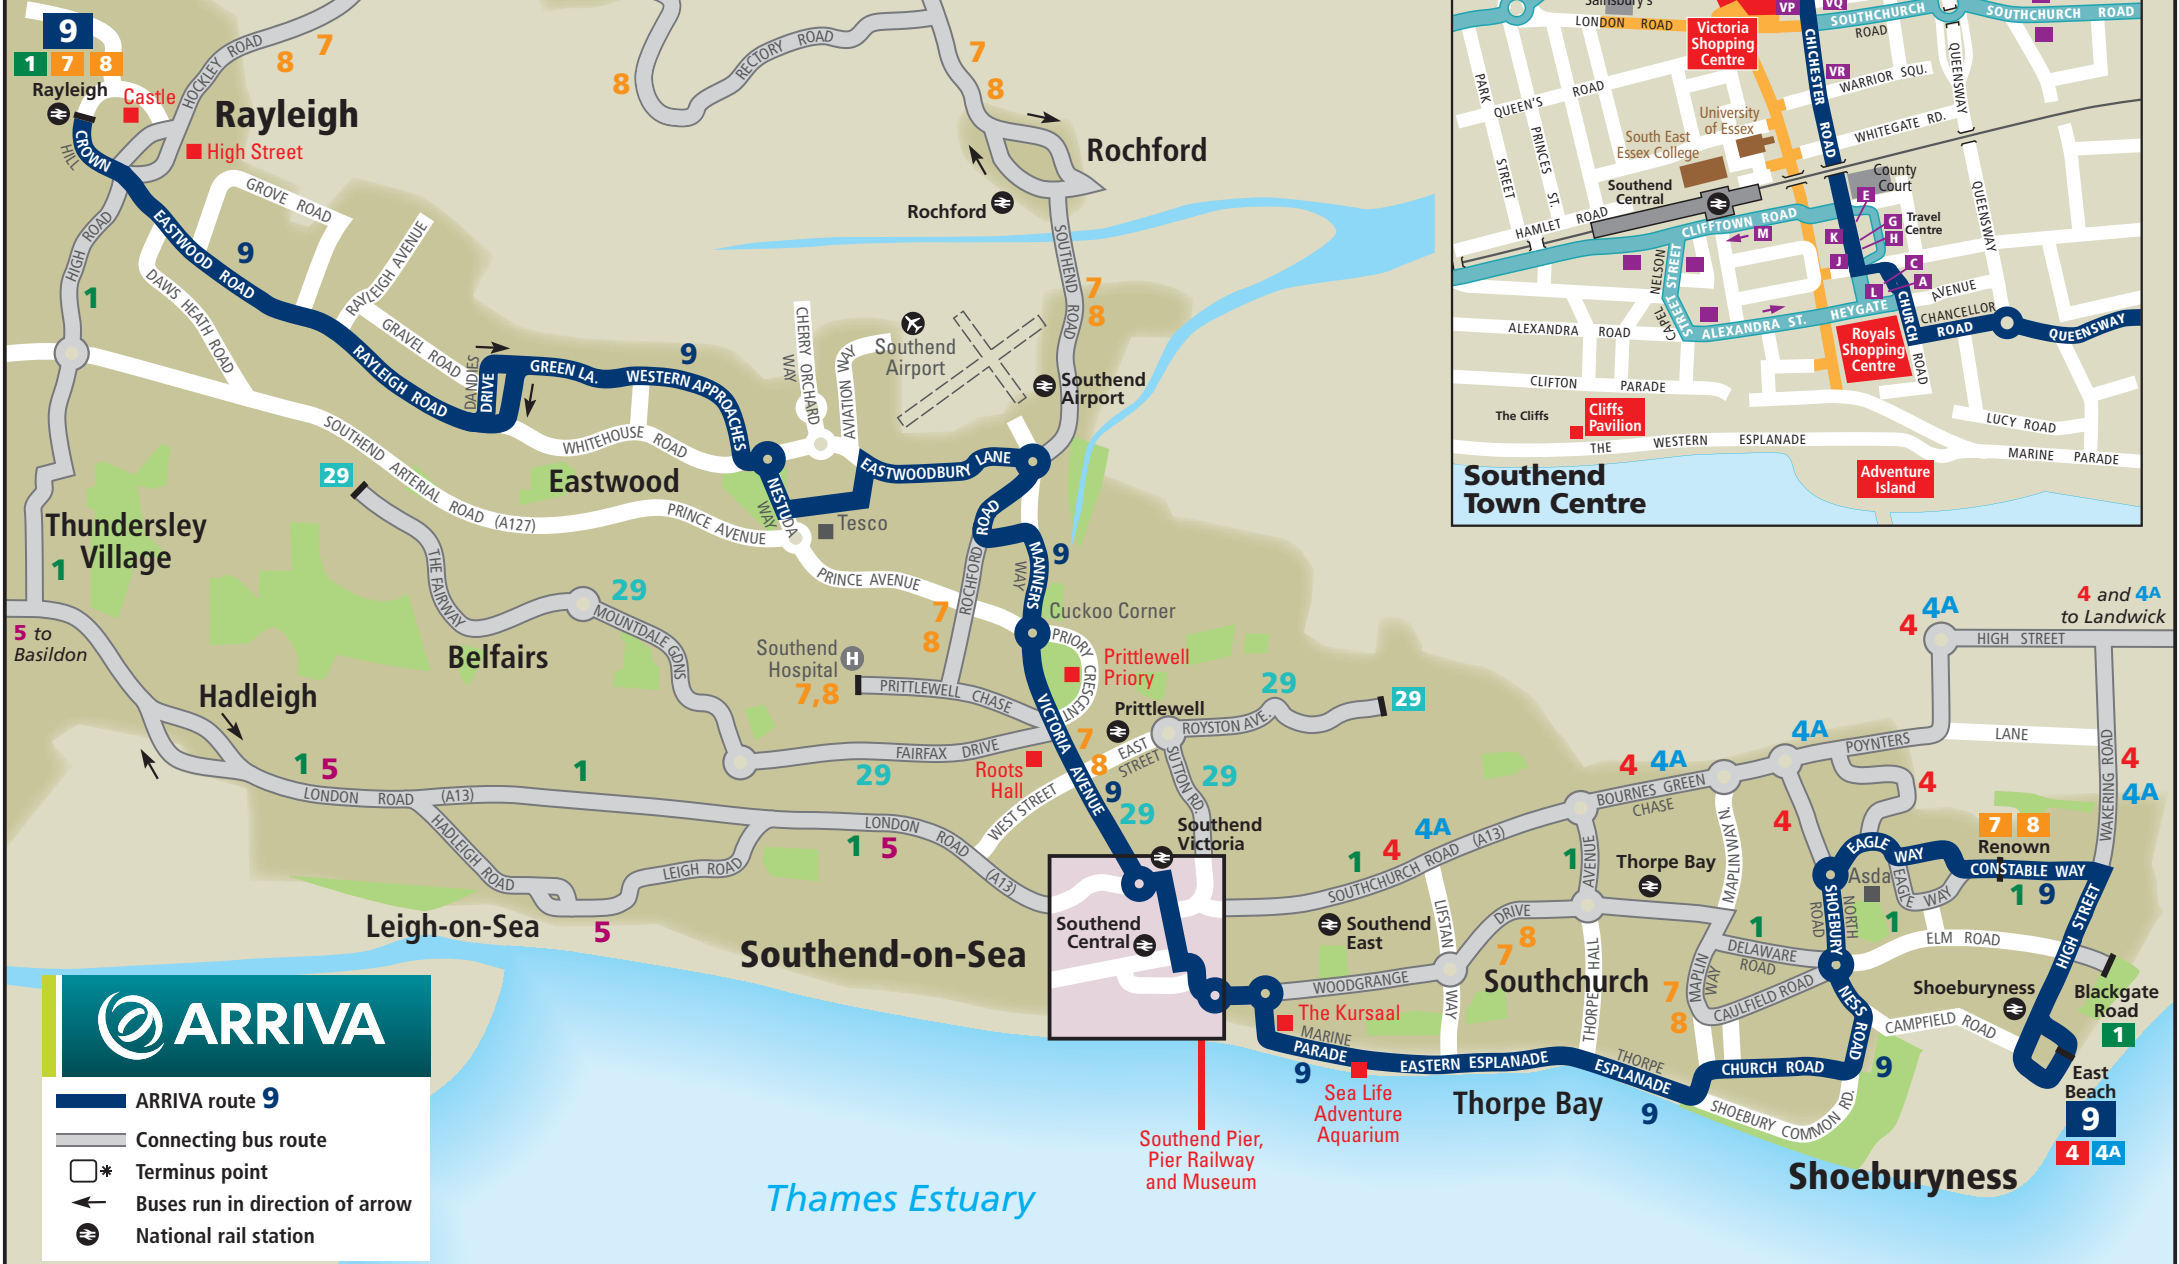 9
1 7 8
Rayleigh
Castle
Rayleigh
High Street
HOCKLEY ROAD
8 7
8
RECTORY ROAD
7
8
Rochford
Rochford
CROWN
HILL
HIGH ROAD
1
GROVE ROAD
EASTWOOD ROAD
9
DAWS HEATH ROAD
RAYLEIGH AVENUE
GRAVEL ROAD
RAYLEIGH ROAD
DANDIES
DRIVE
GREEN LA.
WESTERN APPROACHES
9
WHITEHOUSE ROAD
CHERRY ORCHARD
WAY
AVIATION WAY
Southend
Airport
SOUTHEND ROAD
7
8
Southend
Airport
EASTWOODBURY LANE
NESTUDA
WAY
Tesco
Eastwood
SOUTHEND ARTERIAL ROAD (A127)
PRINCE AVENUE
PRINCE AVENUE
29
THE FAIRWAY
Thundersley
Village
1
5 to
Basildon
Belfairs
29
MOUNTDALE GDNS
Hadleigh
ROCHFORD
ROAD
MANNERS
WAY
9
7
8
Cuckoo Corner
Southend
Hospital
H
7,8
PRITTLEWELL CHASE
PRIORY CRESCENT
Prittlewell
Priory
Prittlewell
VICTORIA AVENUE
7
8
9
29
EAST
STREET
ROYSTON AVE.
29
29
SUTTON RD.
29
FAIRFAX DRIVE
29
Roots
Hall
WEST STREET
1 5
1
LONDON ROAD (A13)
HADLEIGH ROAD
LEIGH ROAD
5
LONDON ROAD (A13)
1 5
Leigh-on-Sea
Southend-on-Sea
Southend
Victoria
Southend
Central
SOUTHCHURCH ROAD (A13)
1 4 4A
Southend
East
LIFSTAN
WAY
WOODGRANGE
DRIVE
7 8
Southchurch
The Kursaal
MARINE
PARADE
9
Sea Life
Adventure
Aquarium
Southend Pier,
Pier Railway
and Museum
EASTERN ESPLANADE
Thorpe Bay
THORPE
ESPLANADE
9
BOURNES GREEN
CHASE
4 4A
1
AVENUE
THORPE HALL
Thorpe Bay
MAPLIN WAY N.
MAPLIN
WAY
7
8
1
DELAWARE
ROAD
CAULFIELD ROAD
CHURCH ROAD
SHOEBURY COMMON RD.
NESS ROAD
9
4A
4
POYNTERS
LANE
4
4 4A
HIGH STREET
4 and 4A
to Landwick
WAKERING ROAD
4
4A
EAGLE
WAY
EAGLE WAY
Asda
SHOEBURY
NORTH
ROAD
1
7 8
Renown
CONSTABLE WAY
1 9
ELM ROAD
HIGH STREET
Blackgate
Road
1
Shoeburyness
CAMPFIELD ROAD
East
Beach
9
4 4A
Shoeburyness
Thames Estuary
ARRIVA
ARRIVA route 9
Connecting bus route
*
Terminus point
Buses run in direction of arrow
National rail station
Sainsbury's
LONDON ROAD
Victoria
Shopping
Centre
VP VQ
SOUTHCHURCH
ROAD
SOUTHCHURCH ROAD
CHICHESTER ROAD
VR
WARRIOR SQU.
QUEENSWAY
WHITEGATE RD.
PARK
STREET
QUEEN'S ROAD
PRINCES ST.
University
of Essex
South East
Essex College
Southend
Central
HAMLET ROAD
CLIFFTOWN ROAD
M
County
Court
E
G
H
K
J
Travel
Centre
C
A
L
QUEENSWAY
NELSON
STREET
CAPEL
STREET
ALEXANDRA ST.
HEYGATE
AVENUE
CHURCH
ROAD
CHANCELLOR
ROAD
QUEENSWAY
ALEXANDRA ROAD
Royals
Shopping
Centre
CLIFTON PARADE
The Cliffs
Cliffs
Pavilion
THE WESTERN ESPLANADE
LUCY ROAD
MARINE PARADE
Adventure
Island
Southend
Town Centre